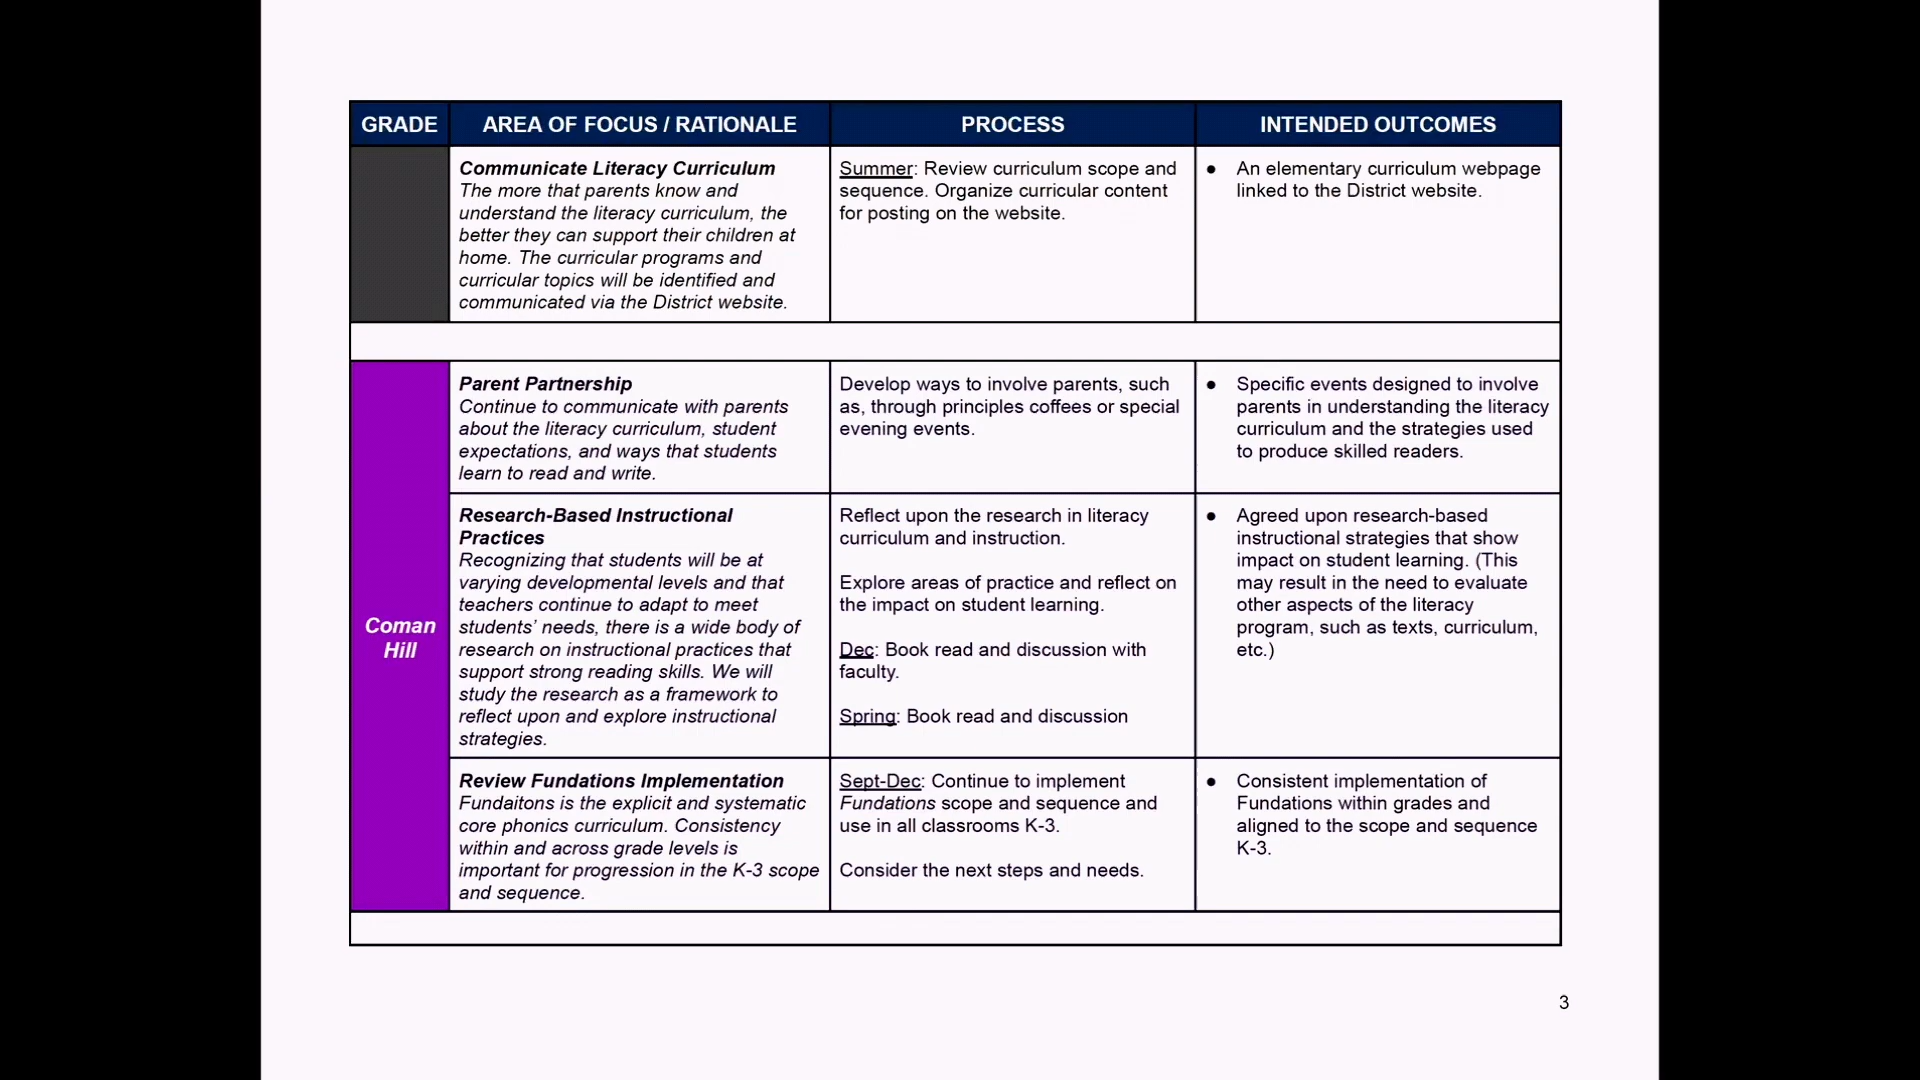 GRADE AREA OF FOCUS / RATIONALE PROCESS INTENDED OUTCOMES
Communicate Literacy Curriculum
The more that parents know and
understand the literacy curriculum, the
better they can support their children at
home. The curricular programs and
curricular topics will be identified and
communicated via the District website.
Summer: Review curriculum scope and
sequence. Organize curricular content
for posting on the website.
● An elementary curriculum webpage
linked to the District website.
Coman
Hill
Parent Partnership
Continue to communicate with parents
about the literacy curriculum, student
expectations, and ways that students
learn to read and write.
Develop ways to involve parents, such
as, through principles coffees or special
evening events.
● Specific events designed to involve
parents in understanding the literacy
curriculum and the strategies used
to produce skilled readers.
Research-Based Instructional
Practices
Recognizing that students will be at
varying developmental levels and that
teachers continue to adapt to meet
students’ needs, there is a wide body of
research on instructional practices that
support strong reading skills. We will
study the research as a framework to
reflect upon and explore instructional
strategies.
Reflect upon the research in literacy
curriculum and instruction.
Explore areas of practice and reflect on
the impact on student learning.
Dec: Book read and discussion with
faculty.
Spring: Book read and discussion
● Agreed upon research-based
instructional strategies that show
impact on student learning. (This
may result in the need to evaluate
other aspects of the literacy
program, such as texts, curriculum,
etc.)
Review Fundations Implementation
Fundaitons is the explicit and systematic
core phonics curriculum. Consistency
within and across grade levels is
important for progression in the K-3 scope
and sequence.
Sept-Dec: Continue to implement
Fundations scope and sequence and
use in all classrooms K-3.
Consider the next steps and needs.
● Consistent implementation of
Fundations within grades and
aligned to the scope and sequence
K-3.
3